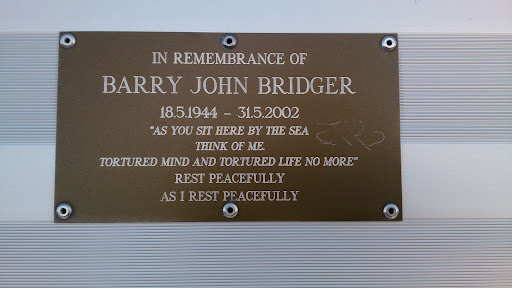 IN REMEMBRANCE OF
BARRY JOHN BRIDGER
18.5.1944 - 31.5.2002
"AS YOU SIT HERE BY THE SEA
THINK OF ME.
TORTURED MIND AND TORTURED LIFE NO MORE"
REST PEACEFULLY
AS I REST PEACEFULLY